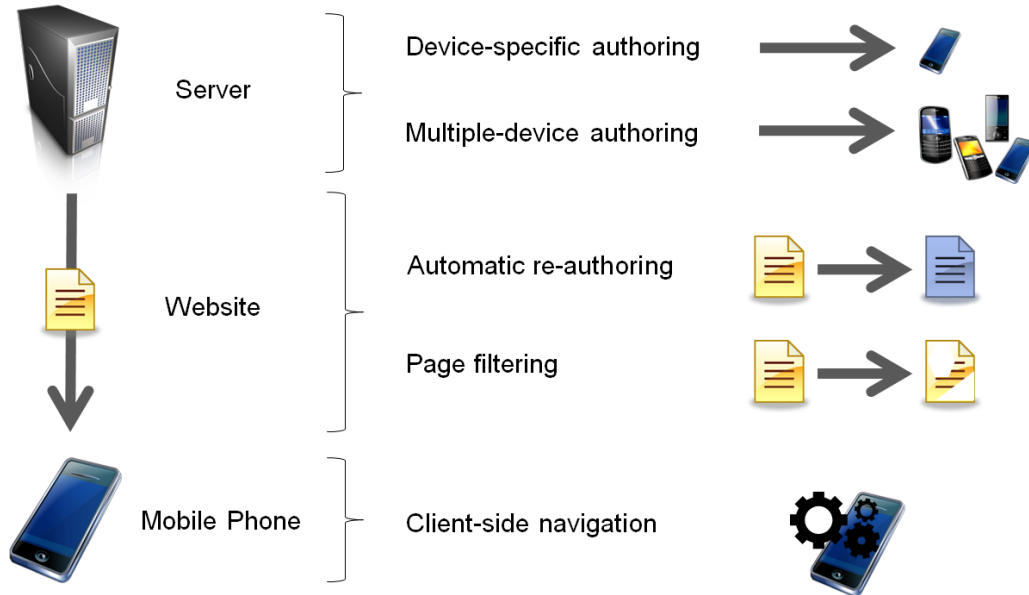 Device-specific authoring
Server
Multiple-device authoring
Automatic re-authoring
Website
Page filtering
Mobile Phone
Client-side navigation